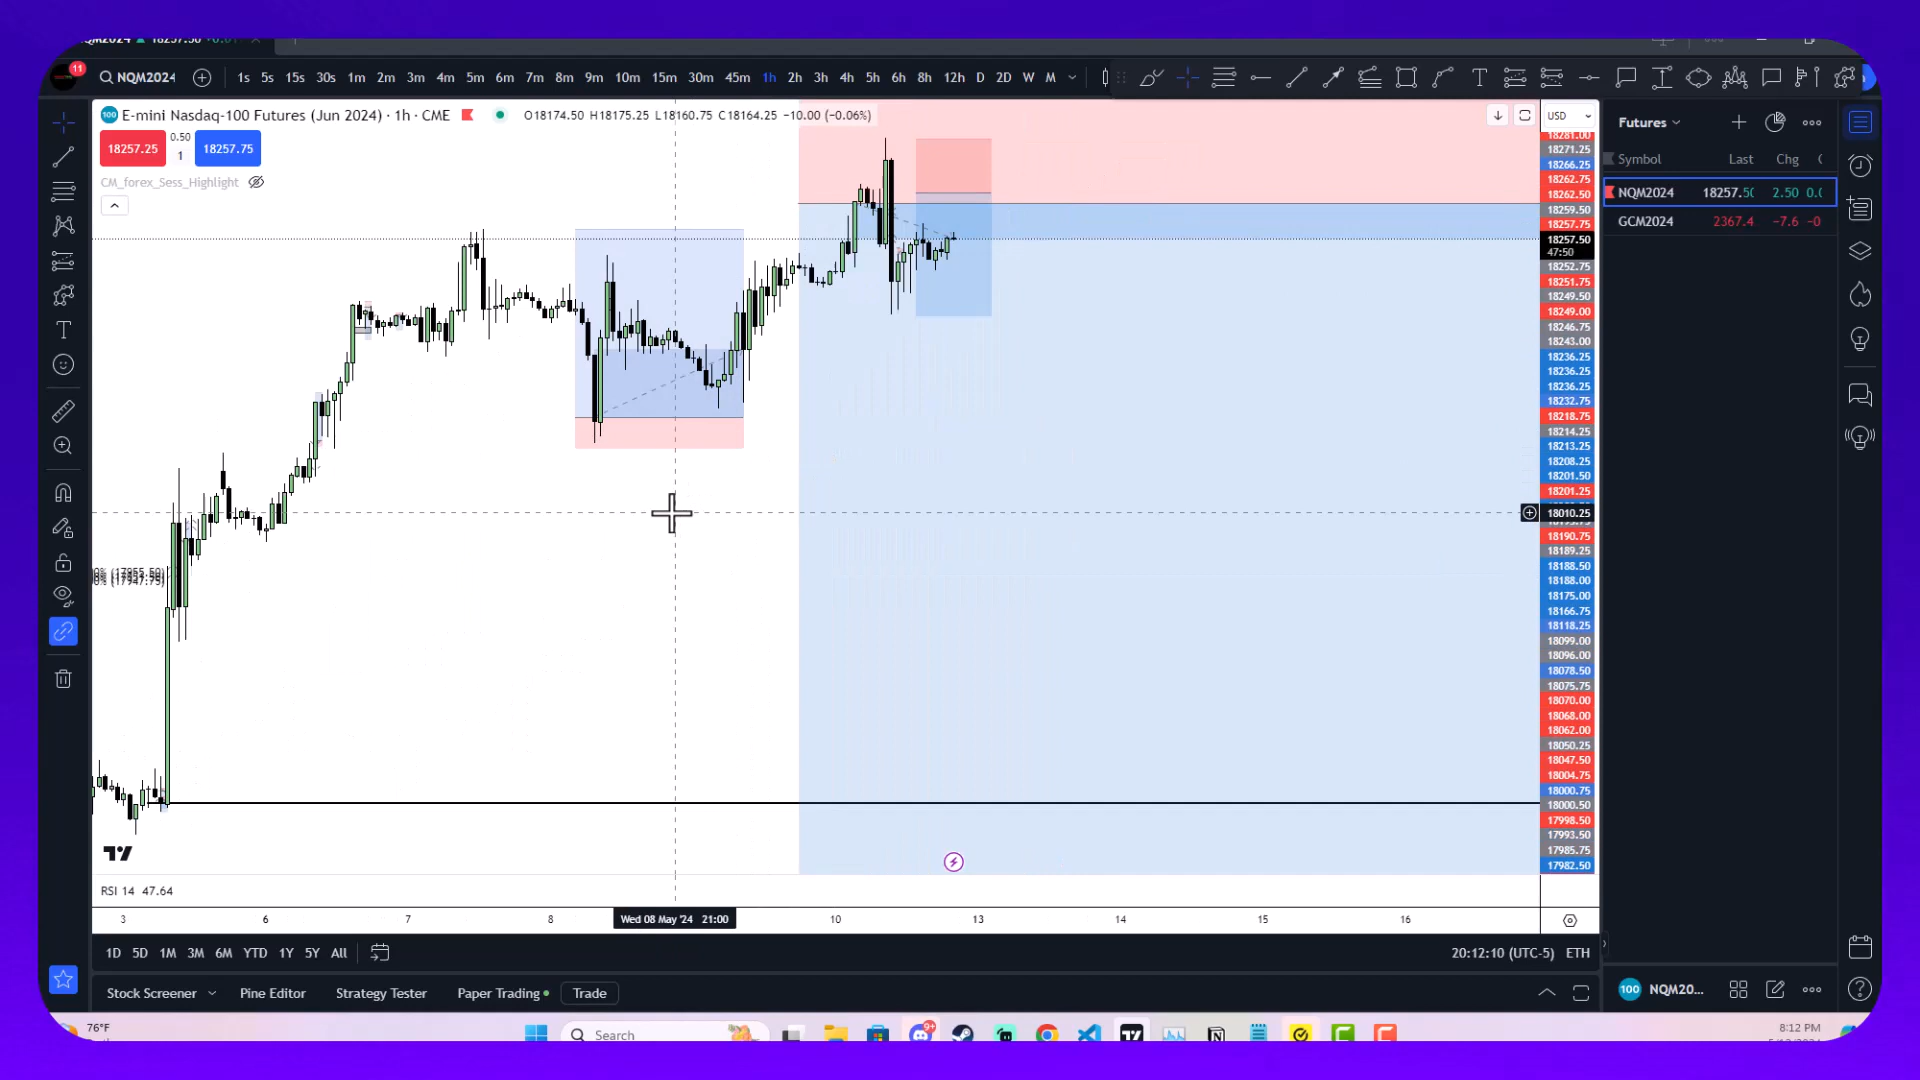 11
NQM2024
1s 5s 15s 30s 1m 2m 3m 4m 5m 6m 7m 8m 9m 10m 15m 30m 45m 1h 2h 3h 4h 5h 6h 8h 12h D 2D W M
100 E-mini Nasdaq-100 Futures (Jun 2024) · 1h · CME
O18174.50 H18175.25 L18160.75 C18164.25 −10.00 (−0.06%)
USD
18257.25
0.50
1
18257.75
CM_forex_Sess_Highlight
Futures
Symbol Last Chg
NQM2024 18257.50 2.50
GCM2024 2367.4 −7.6
18281.00
18271.25
18266.25
18262.75
18262.50
18259.50
18257.75
18257.50
47:50
18252.75
18251.75
18249.50
18249.00
18246.75
18243.00
18236.25
18236.25
18236.25
18232.75
18218.75
18214.25
18213.25
18208.25
18201.50
18201.25
18010.25
18190.75
18189.25
18188.50
18188.00
18175.00
18166.75
18118.25
18099.00
18096.00
18078.50
18075.75
18070.00
18068.00
18062.00
18050.25
18047.50
18004.75
18000.75
18000.50
17998.50
17993.50
17985.75
17982.50
RSI 14 47.64
3 6 7 8 Wed 08 May '24 21:00 10 13 14 15 16
1D 5D 1M 3M 6M YTD 1Y 5Y All
20:12:10 (UTC-5) ETH
Stock Screener Pine Editor Strategy Tester Paper Trading Trade
100 NQM20...
76°F
Search
9+
8:12 PM